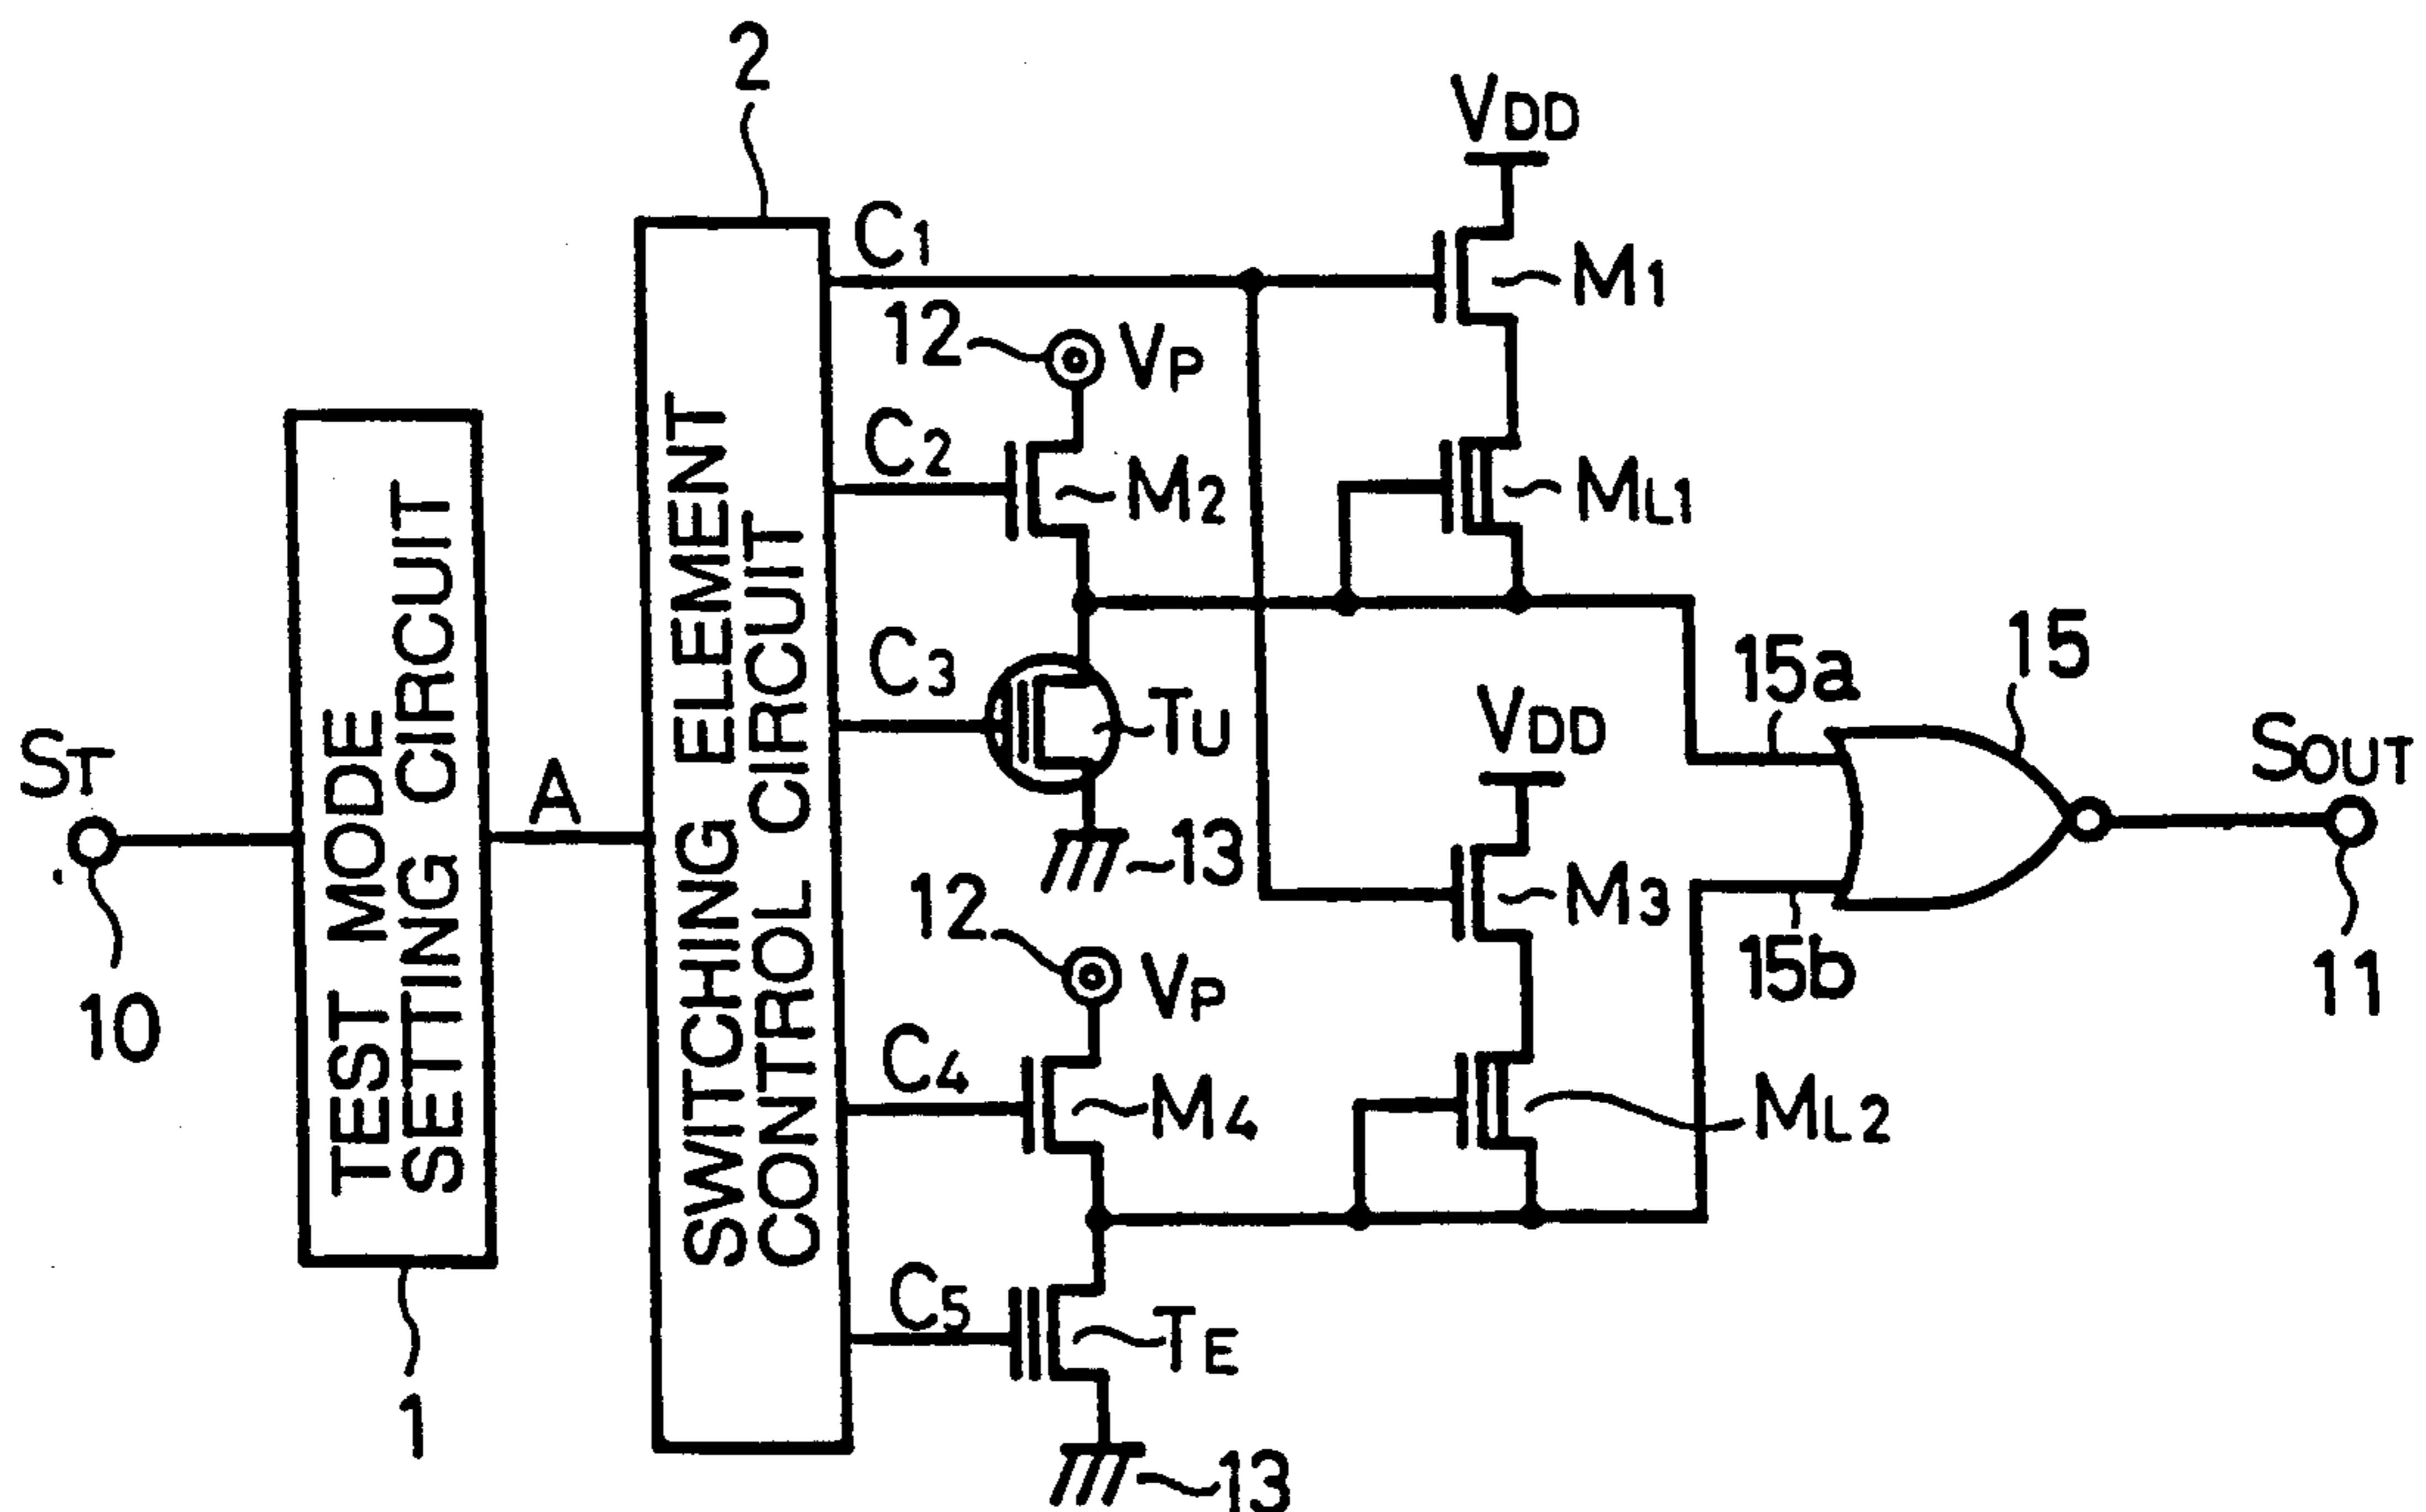 2
VDD
C1
M1
12
VP
C2
M2
ML1
C3
TU
15a
15
VDD
ST
A
SOUT
TEST MODE
SETTING CIRCUIT
SWITCHING ELEMENT
CONTROL CIRCUIT
13
12
VP
M3
15b
11
10
C4
M4
ML2
C5
TE
1
13